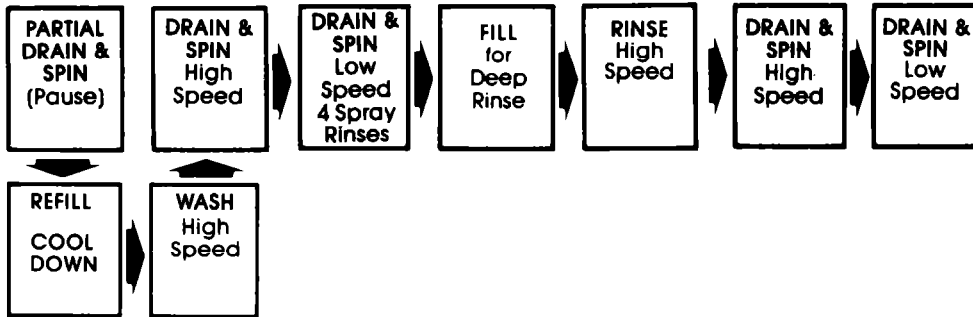 PARTIAL
DRAIN &
SPIN
(Pause)
REFILL
COOL
DOWN
WASH
High
Speed
DRAIN &
SPIN
High
Speed
DRAIN &
SPIN
Low
Speed
4 Spray
Rinses
FILL
for
Deep
Rinse
RINSE
High
Speed
DRAIN &
SPIN
High
Speed
DRAIN &
SPIN
Low
Speed